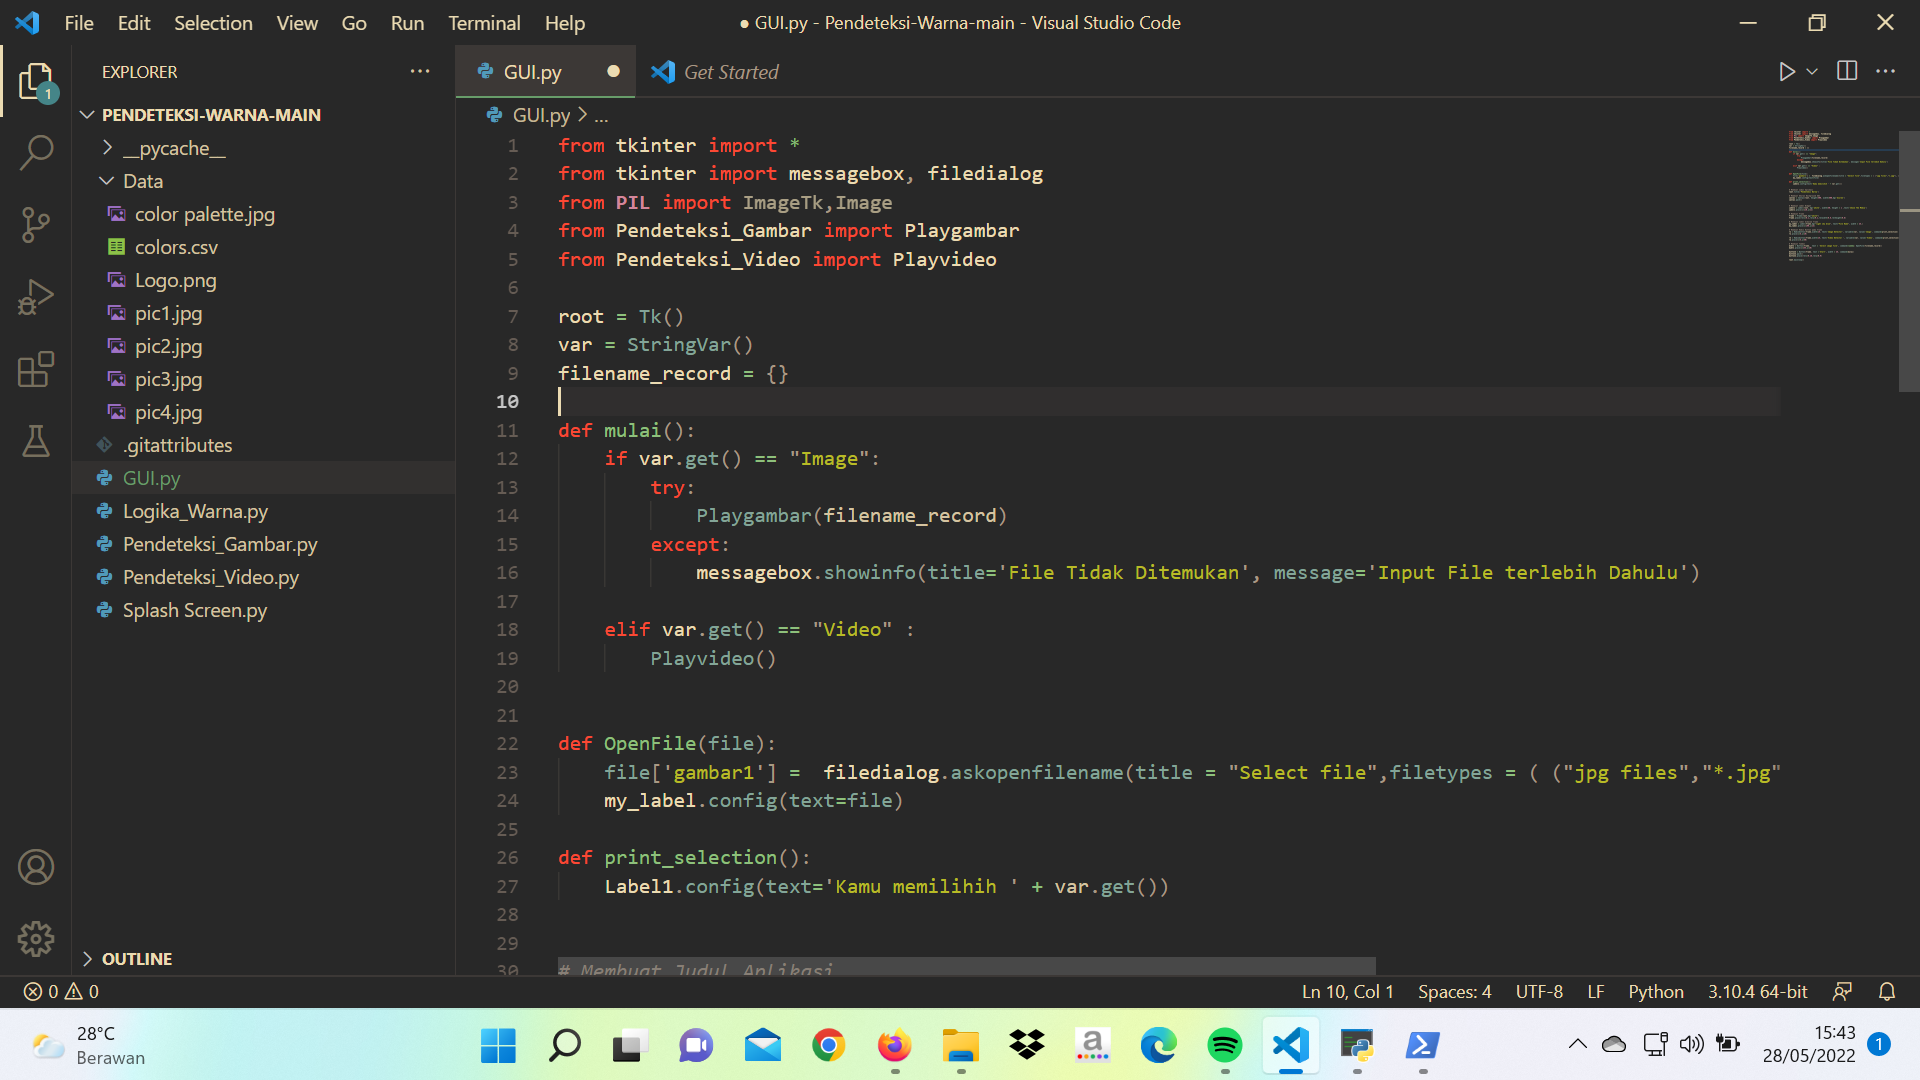 File Edit Selection View Go Run Terminal Help
● GUI.py - Pendeteksi-Warna-main - Visual Studio Code
EXPLORER
GUI.py
Get Started
1
PENDETEKSI-WARNA-MAIN
__pycache__
Data
color palette.jpg
colors.csv
Logo.png
pic1.jpg
pic2.jpg
pic3.jpg
pic4.jpg
.gitattributes
GUI.py
Logika_Warna.py
Pendeteksi_Gambar.py
Pendeteksi_Video.py
Splash Screen.py
OUTLINE
GUI.py > ...
1 from tkinter import *
2 from tkinter import messagebox, filedialog
3 from PIL import ImageTk,Image
4 from Pendeteksi_Gambar import Playgambar
5 from Pendeteksi_Video import Playvideo
6
7 root = Tk()
8 var = StringVar()
9 filename_record = {}
10
11 def mulai():
12 if var.get() == "Image":
13 try:
14 Playgambar(filename_record)
15 except:
16 messagebox.showinfo(title='File Tidak Ditemukan', message='Input File terlebih Dahulu')
17
18 elif var.get() == "Video" :
19 Playvideo()
20
21
22 def OpenFile(file):
23 file['gambar1'] =  filedialog.askopenfilename(title = "Select file",filetypes = ( ("jpg files","*.jpg"
24 my_label.config(text=file)
25
26 def print_selection():
27 Label1.config(text='Kamu memilihih ' + var.get())
28
29
30 # Membuat Judul Aplikasi
0 0
Ln 10, Col 1 Spaces: 4 UTF-8 LF Python 3.10.4 64-bit
28°C
Berawan
a
15:43
28/05/2022
1